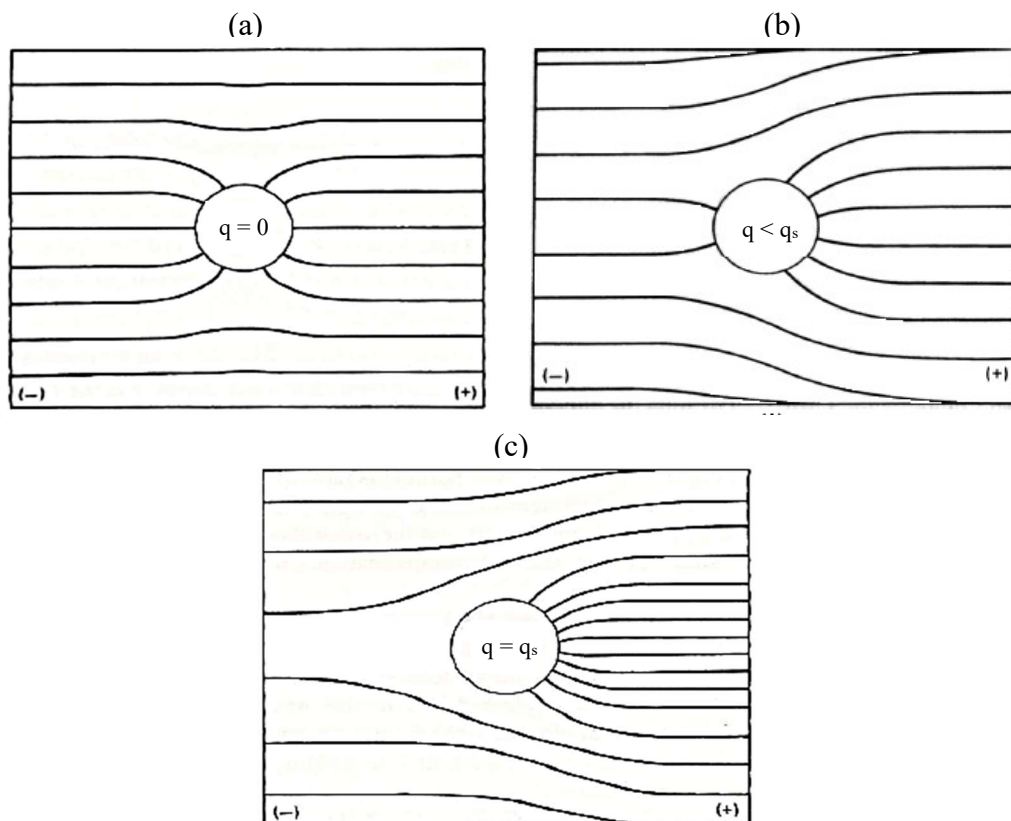 (a)
(b)
q = 0
q < qₛ
(−)
(+)
(−)
(+)
(c)
q = qₛ
(−)
(+)